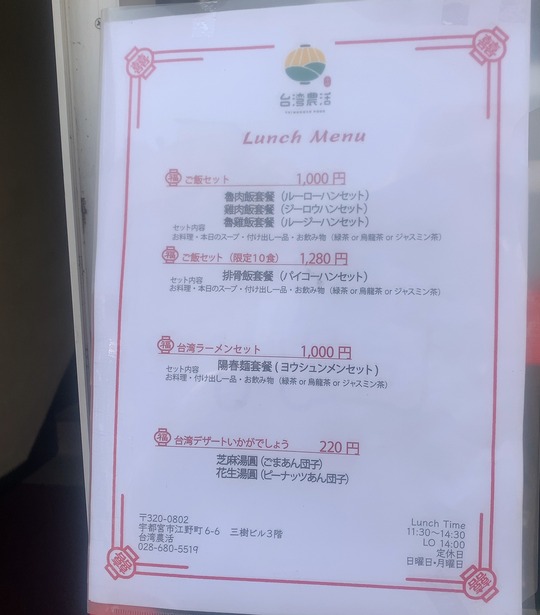 台湾農活
Lunch Menu
福 ご飯セット 1,000 円
魯肉飯套餐（ルーローハンセット）
雞肉飯套餐（ジーロウハンセット）
魯雞飯套餐（ルージーハンセット）
セット内容
お料理・本日のスープ・付け出し一品・お飲み物（緑茶 or 烏龍茶 or ジャスミン茶）
福 ご飯セット（限定10食） 1,280 円
セット内容 排骨飯套餐（パイコーハンセット）
お料理・本日のスープ・付け出し一品・お飲み物（緑茶 or 烏龍茶 or ジャスミン茶）
福 台湾ラーメンセット 1,000 円
セット内容 陽春麺套餐 ( ヨウシュンメンセット )
お料理・付け出し一品・お飲み物（緑茶 or 烏龍茶 or ジャスミン茶）
福 台湾デザートいかがでしょう 220 円
芝麻湯圓（ごまあん団子）
花生湯圓（ピーナッツあん団子）
〒320-0802
宇都宮市江野町 6-6 三樹ビル３階
台湾農活
028-680-5519
Lunch Time
11:30~14:30
LO 14:00
定休日
日曜日・月曜日